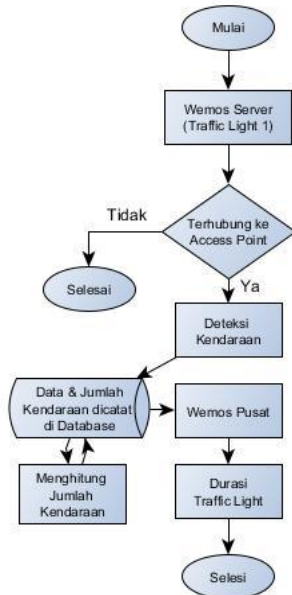 Mulai
Wemos Server
(Traffic Light 1)
Terhubung ke
Access Point
Tidak
Ya
Selesai
Deteksi
Kendaraan
Data & Jumlah
Kendaraan dicatat
di Database
Wemos Pusat
Menghitung
Jumlah
Kendaraan
Durasi
Traffic Light
Selesi